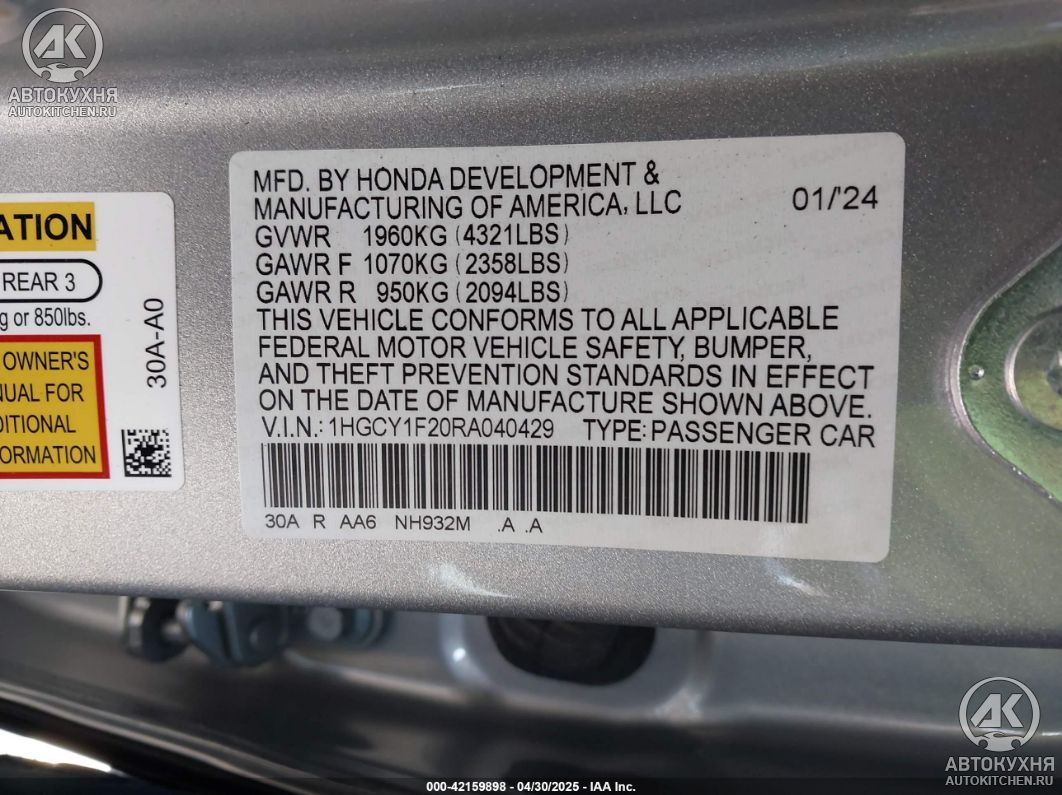 АК
АВТОКУХНЯ
AUTOKITCHEN.RU
ATION
REAR 3
g or 850lbs.
OWNER'S
NUAL FOR
DITIONAL
FORMATION
30A-A0
MFD. BY HONDA DEVELOPMENT &
MANUFACTURING OF AMERICA, LLC 01/'24
GVWR 1960KG (4321LBS)
GAWR F 1070KG (2358LBS)
GAWR R 950KG (2094LBS)
THIS VEHICLE CONFORMS TO ALL APPLICABLE
FEDERAL MOTOR VEHICLE SAFETY, BUMPER,
AND THEFT PREVENTION STANDARDS IN EFFECT
ON THE DATE OF MANUFACTURE SHOWN ABOVE.
V.I.N.: 1HGCY1F20RA040429 TYPE: PASSENGER CAR
30A R AA6 NH932M .A .A
АК
АВТОКУХНЯ
AUTOKITCHEN.RU
000-42159898 - 04/30/2025 - IAA Inc.